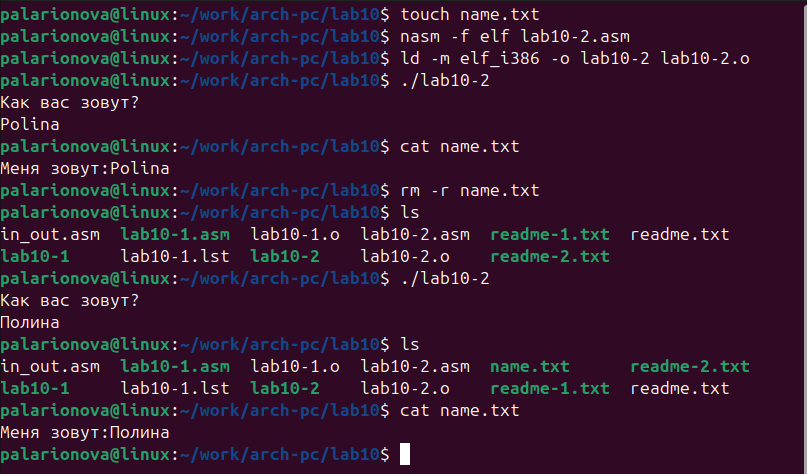 palarionova@linux:~/work/arch-pc/lab10$ touch name.txt
palarionova@linux:~/work/arch-pc/lab10$ nasm -f elf lab10-2.asm
palarionova@linux:~/work/arch-pc/lab10$ ld -m elf_i386 -o lab10-2 lab10-2.o
palarionova@linux:~/work/arch-pc/lab10$ ./lab10-2
Как вас зовут?
Polina
palarionova@linux:~/work/arch-pc/lab10$ cat name.txt
Меня зовут:Polina
palarionova@linux:~/work/arch-pc/lab10$ rm -r name.txt
palarionova@linux:~/work/arch-pc/lab10$ ls
in_out.asm lab10-1.asm lab10-1.o lab10-2.asm readme-1.txt readme.txt
lab10-1 lab10-1.lst lab10-2 lab10-2.o readme-2.txt
palarionova@linux:~/work/arch-pc/lab10$ ./lab10-2
Как вас зовут?
Полина
palarionova@linux:~/work/arch-pc/lab10$ ls
in_out.asm lab10-1.asm lab10-1.o lab10-2.asm name.txt readme-2.txt
lab10-1 lab10-1.lst lab10-2 lab10-2.o readme-1.txt readme.txt
palarionova@linux:~/work/arch-pc/lab10$ cat name.txt
Меня зовут:Полина
palarionova@linux:~/work/arch-pc/lab10$